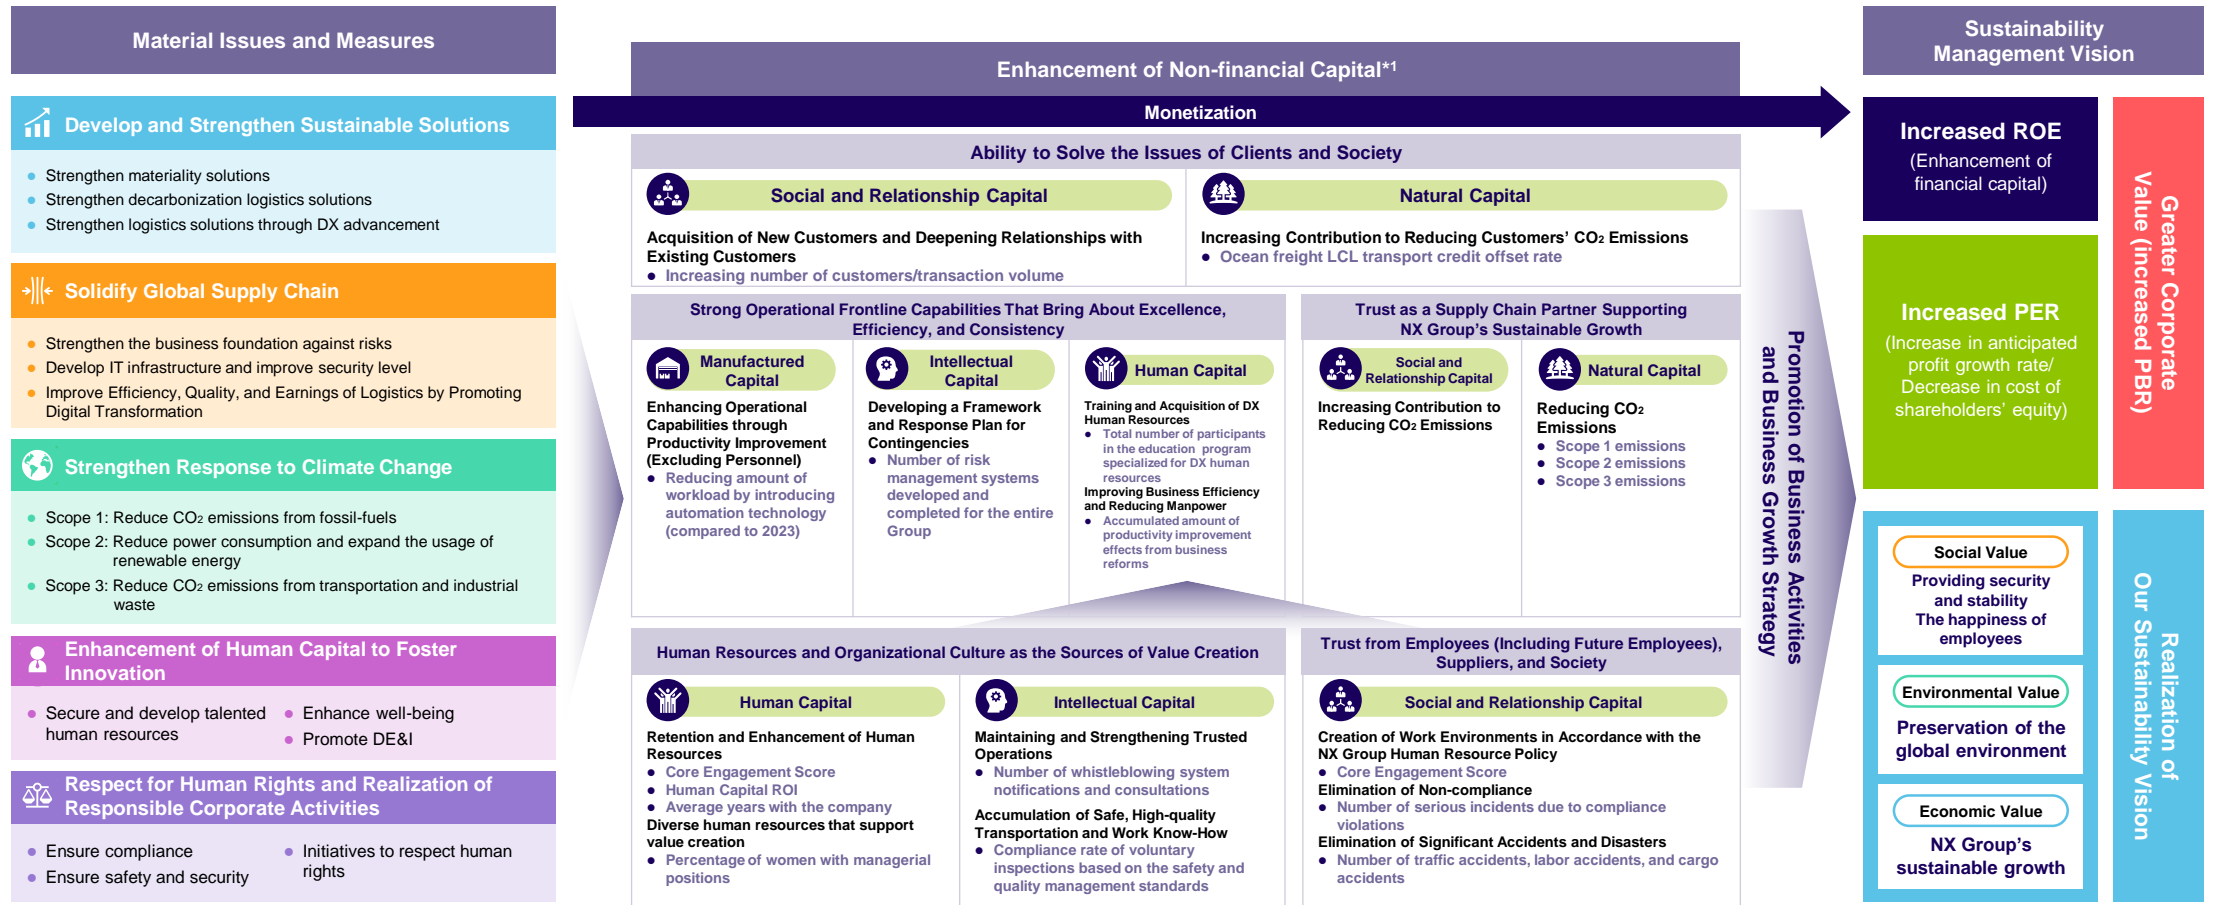 Material Issues and Measures
Develop and Strengthen Sustainable Solutions
● Strengthen materiality solutions
● Strengthen decarbonization logistics solutions
● Strengthen logistics solutions through DX advancement
Solidify Global Supply Chain
● Strengthen the business foundation against risks
● Develop IT infrastructure and improve security level
● Improve Efficiency, Quality, and Earnings of Logistics by Promoting
Digital Transformation
Strengthen Response to Climate Change
● Scope 1: Reduce CO₂ emissions from fossil-fuels
● Scope 2: Reduce power consumption and expand the usage of
renewable energy
● Scope 3: Reduce CO₂ emissions from transportation and industrial
waste
Enhancement of Human Capital to Foster
Innovation
● Secure and develop talented
human resources
● Enhance well-being
● Promote DE&I
Respect for Human Rights and Realization of
Responsible Corporate Activities
● Ensure compliance
● Ensure safety and security
● Initiatives to respect human
rights
Enhancement of Non-financial Capital*1
Monetization
Ability to Solve the Issues of Clients and Society
Social and Relationship Capital
Acquisition of New Customers and Deepening Relationships with
Existing Customers
● Increasing number of customers/transaction volume
Natural Capital
Increasing Contribution to Reducing Customers' CO₂ Emissions
● Ocean freight LCL transport credit offset rate
Strong Operational Frontline Capabilities That Bring About Excellence,
Efficiency, and Consistency
Manufactured
Capital
Enhancing Operational
Capabilities through
Productivity Improvement
(Excluding Personnel)
● Reducing amount of
workload by introducing
automation technology
(compared to 2023)
Intellectual
Capital
Developing a Framework
and Response Plan for
Contingencies
● Number of risk
management systems
developed and
completed for the entire
Group
Human Capital
Training and Acquisition of DX
Human Resources
● Total number of participants
in the education program
specialized for DX human
resources
Improving Business Efficiency
and Reducing Manpower
● Accumulated amount of
productivity improvement
effects from business
reforms
Trust as a Supply Chain Partner Supporting
NX Group's Sustainable Growth
Social and
Relationship Capital
Increasing Contribution to
Reducing CO₂ Emissions
Natural Capital
Reducing CO₂
Emissions
● Scope 1 emissions
● Scope 2 emissions
● Scope 3 emissions
Human Resources and Organizational Culture as the Sources of Value Creation
Human Capital
Retention and Enhancement of Human
Resources
● Core Engagement Score
● Human Capital ROI
● Average years with the company
Diverse human resources that support
value creation
● Percentage of women with managerial
positions
Intellectual Capital
Maintaining and Strengthening Trusted
Operations
● Number of whistleblowing system
notifications and consultations
Accumulation of Safe, High-quality
Transportation and Work Know-How
● Compliance rate of voluntary
inspections based on the safety and
quality management standards
Trust from Employees (Including Future Employees),
Suppliers, and Society
Social and Relationship Capital
Creation of Work Environments in Accordance with the
NX Group Human Resource Policy
● Core Engagement Score
Elimination of Non-compliance
● Number of serious incidents due to compliance
violations
Elimination of Significant Accidents and Disasters
● Number of traffic accidents, labor accidents, and cargo
accidents
Promotion of Business Activities
and Business Growth Strategy
Sustainability
Management Vision
Increased ROE
(Enhancement of
financial capital)
Increased PER
(Increase in anticipated
profit growth rate/
Decrease in cost of
shareholders' equity)
Greater Corporate
Value (increased PBR)
Social Value
Providing security
and stability
The happiness of
employees
Environmental Value
Preservation of the
global environment
Economic Value
NX Group's
sustainable growth
Realization of
Our Sustainability Vision